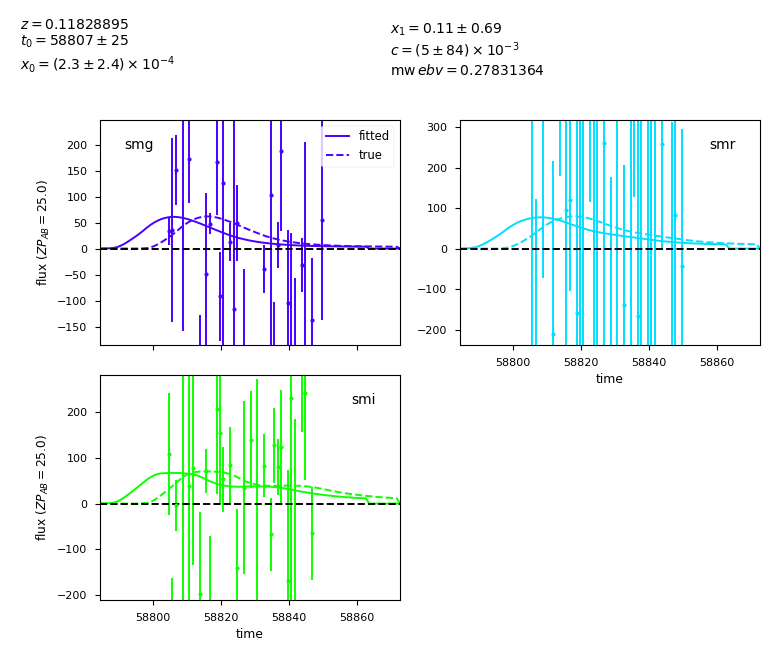 z = 0.11828895
t₀ = 58807 ± 25
x₀ = (2.3 ± 2.4) × 10⁻⁴
x₁ = 0.11 ± 0.69
c = (5 ± 84) × 10⁻³
mw ebv = 0.27831364
smg
fitted
true
200
150
100
50
0
−50
−100
−150
flux (ZP_AB = 25.0)
smr
300
200
100
0
−100
−200
58800 58820 58840 58860
time
smi
200
100
0
−100
−200
flux (ZP_AB = 25.0)
58800 58820 58840 58860
time